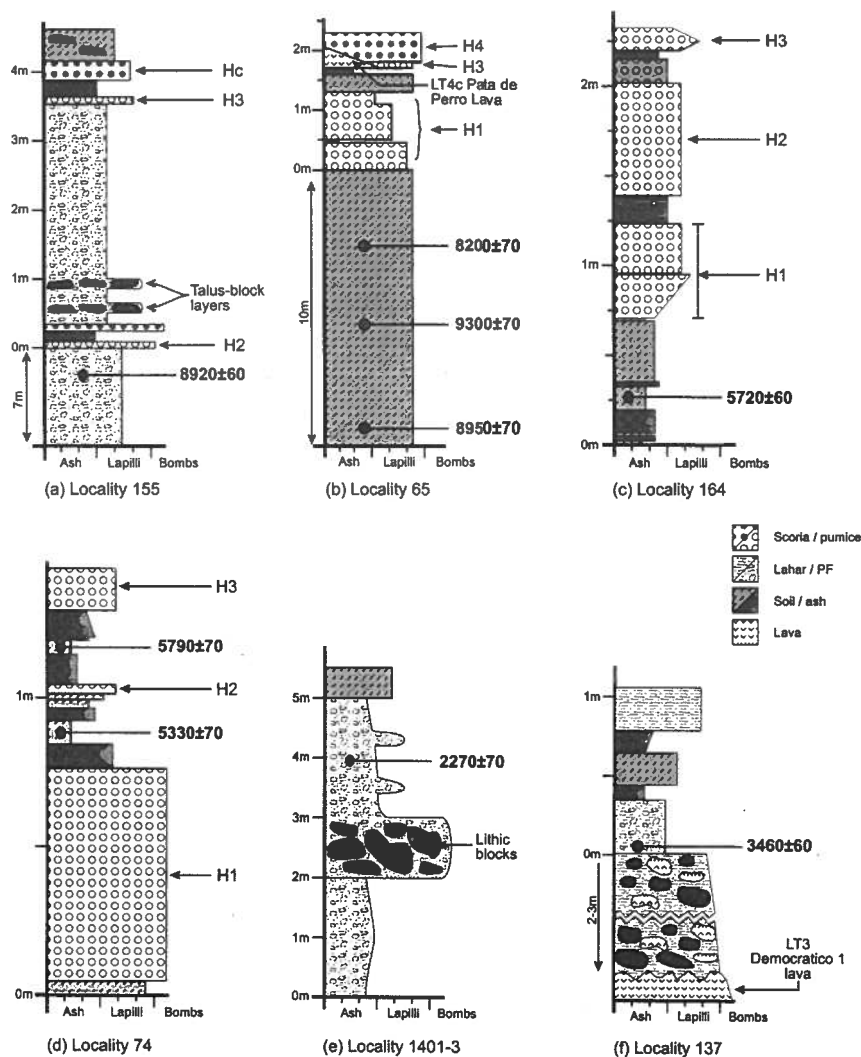 4m
3m
2m
1m
0m
7m
Hc
H3
Talus-block
layers
H2
8920±60
Ash
Lapilli
Bombs
(a) Locality 155
2m
1m
0m
10m
H4
H3
LT4c Pata de
Perro Lava
H1
8200±70
9300±70
8950±70
Ash
Lapilli
Bombs
(b) Locality 65
2m
1m
0m
H3
H2
H1
5720±60
Ash
Lapilli
Bombs
(c) Locality 164
Scoria / pumice
Lahar / PF
Soil / ash
Lava
1m
0m
H3
5790±70
H2
5330±70
H1
Ash
Lapilli
Bombs
(d) Locality 74
5m
4m
3m
2m
1m
0m
2270±70
Lithic
blocks
Ash
Lapilli
Bombs
(e) Locality 1401-3
1m
0m
2-3m
3460±60
LT3
Democratico 1
lava
Ash
Lapilli
Bombs
(f) Locality 137